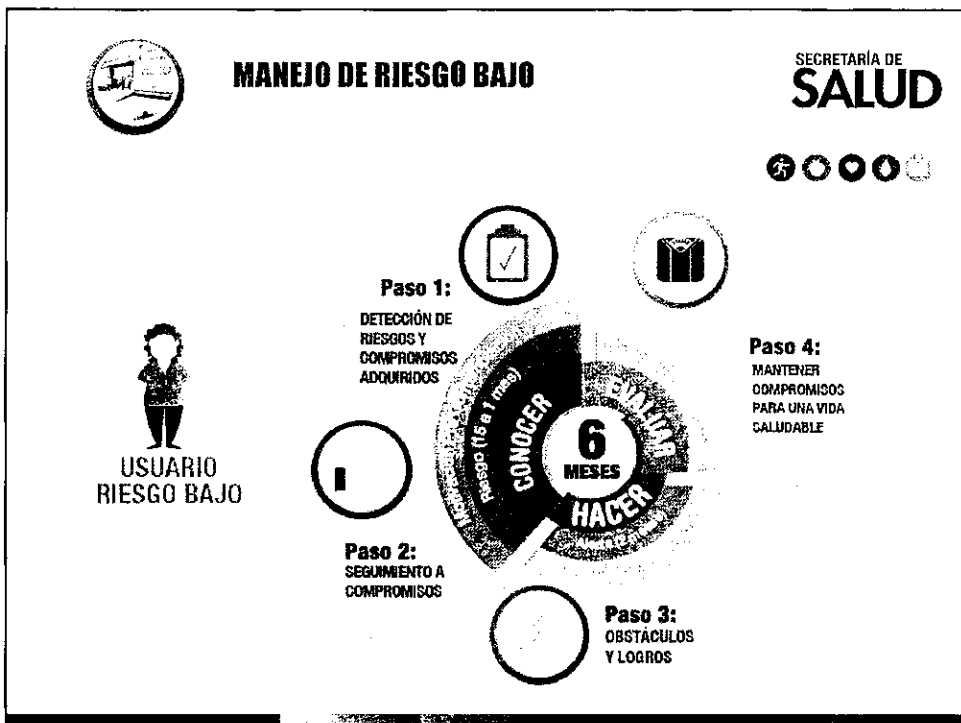 MANEJO DE RIESGO BAJO
SECRETARÍA DE
SALUD
Paso 1:
DETECCIÓN DE
RIESGOS Y
COMPROMISOS
ADQUIRIDOS
Paso 4:
MANTENER
COMPROMISOS
PARA UNA VIDA
SALUDABLE
Riesgo (15 a 1 mes)
CONOCER
EVALUAR
6
MESES
HACER
USUARIO
RIESGO BAJO
Paso 2:
SEGUIMIENTO A
COMPROMISOS
Paso 3:
OBSTÁCULOS
Y LOGROS